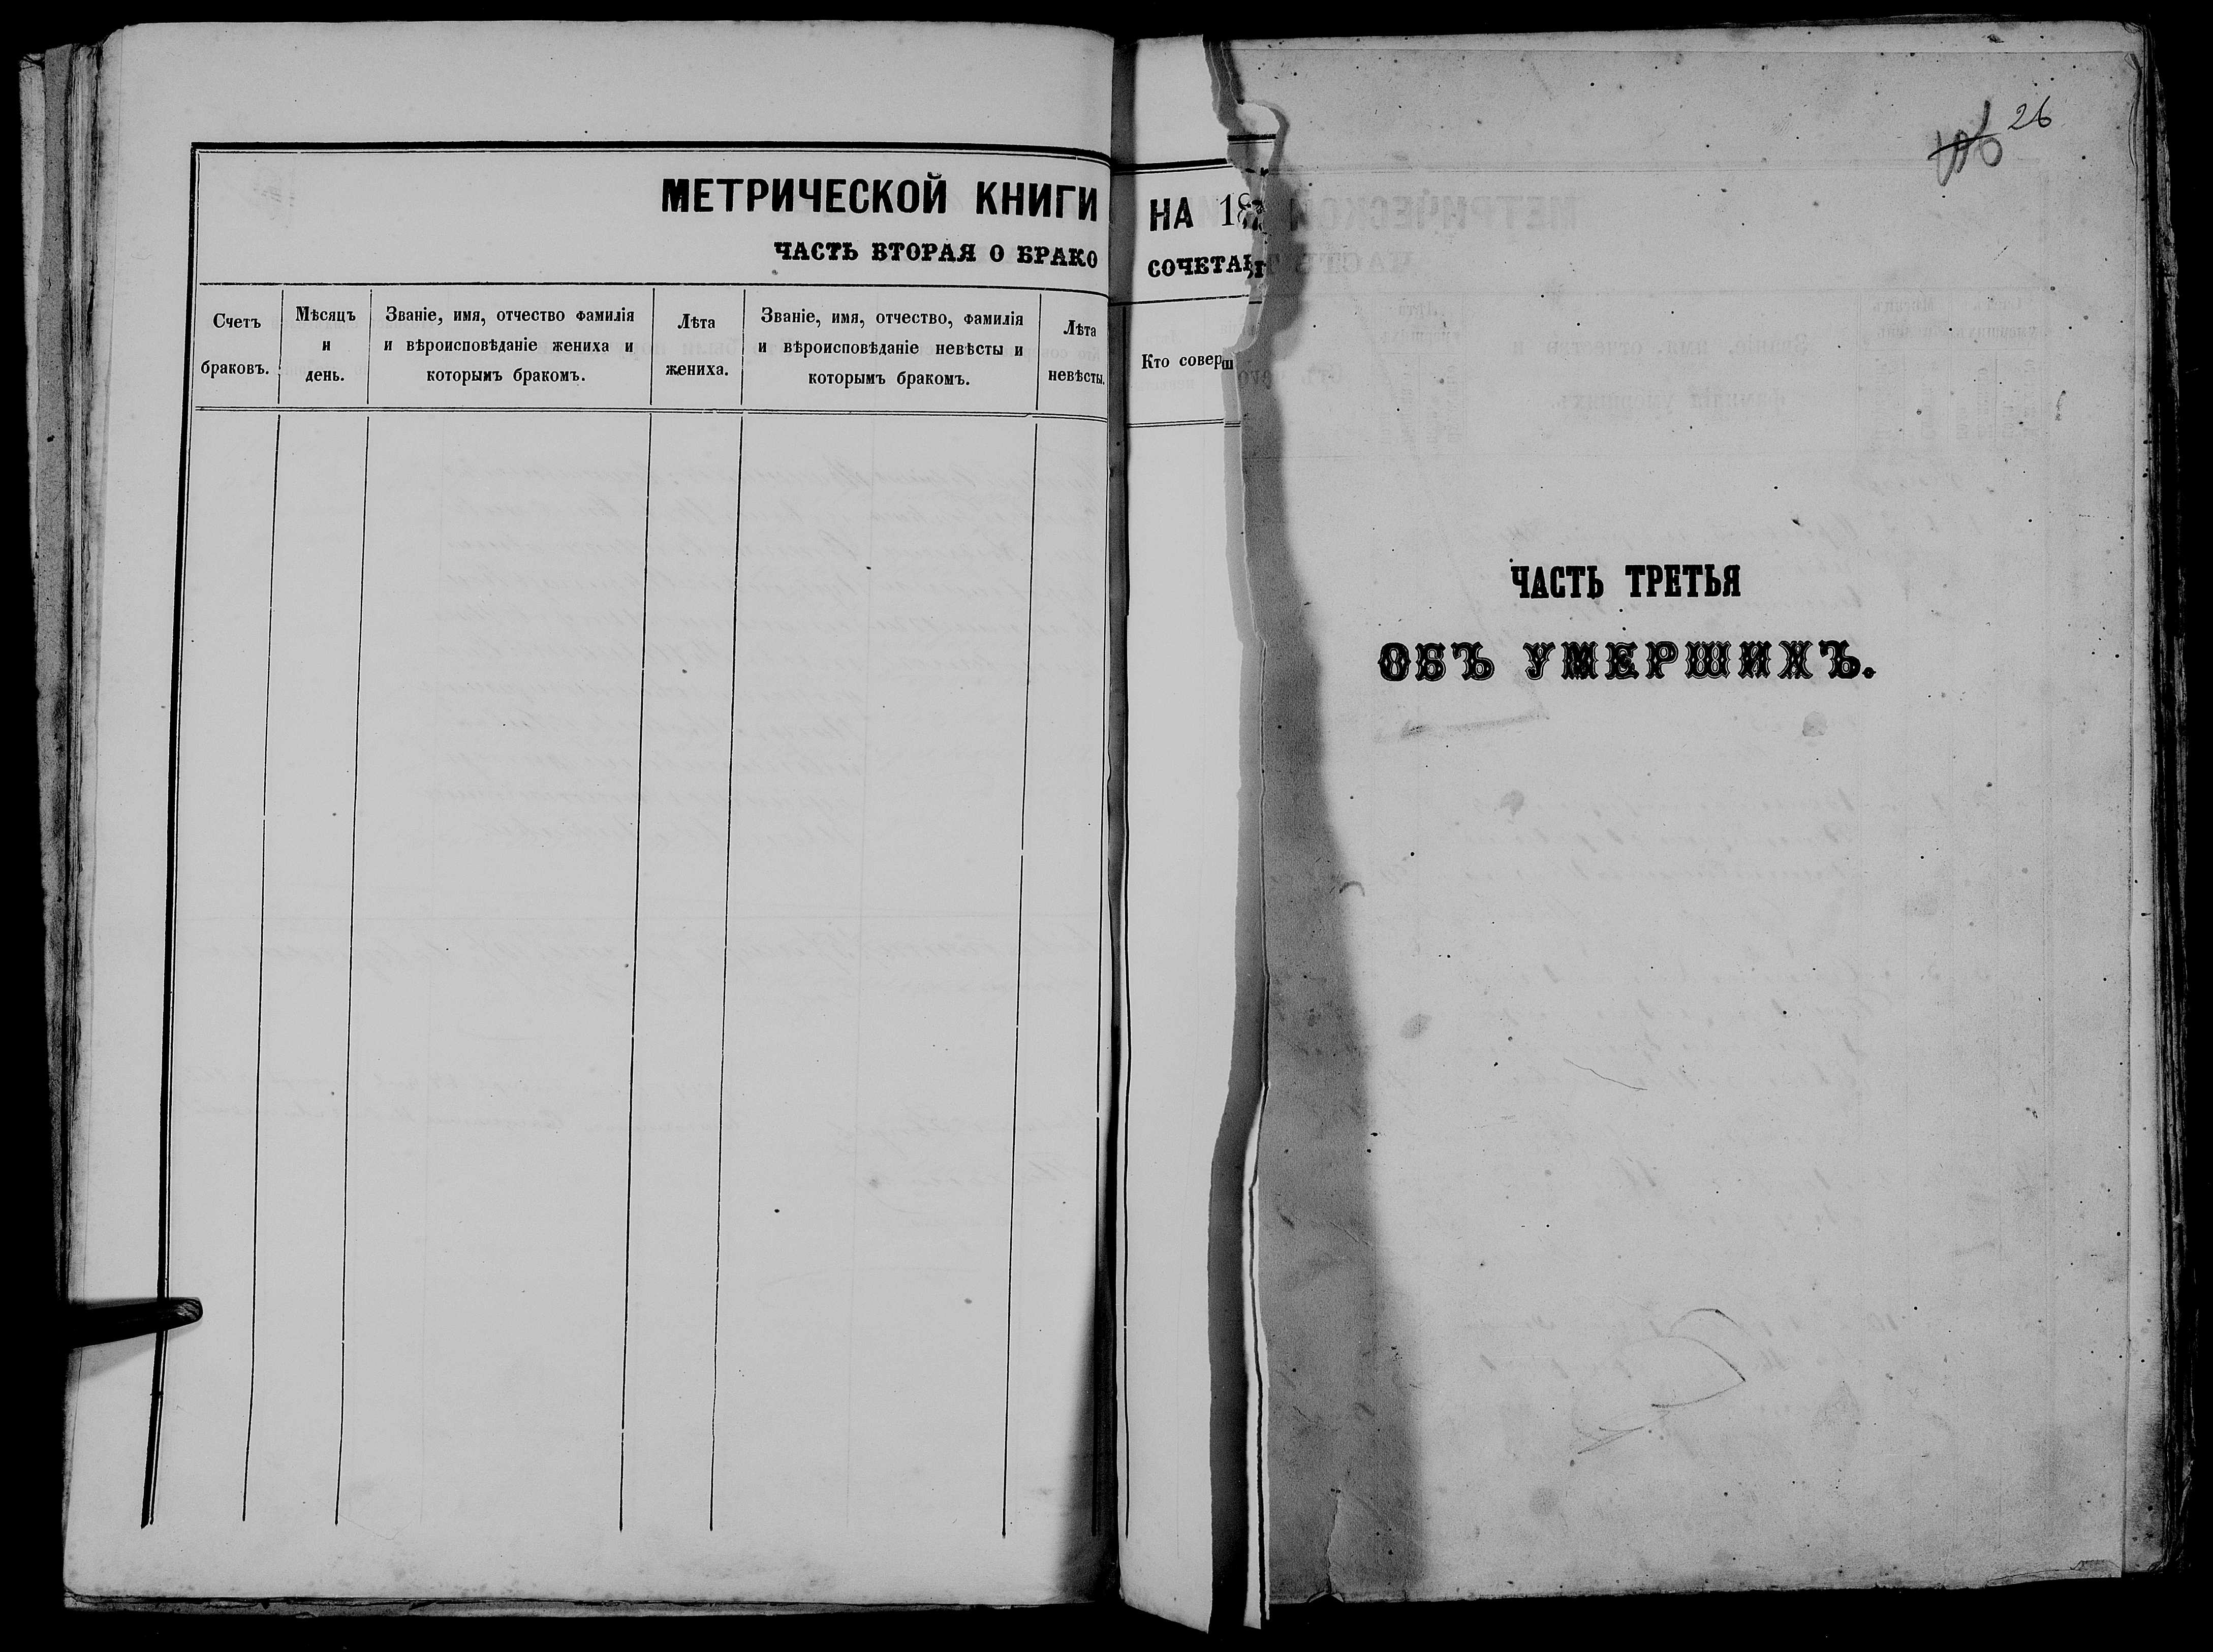 МЕТРИЧЕСКОЙ КНИГИ
ЧАСТЬ ВТОРАЯ О БРАКО
Счетъ браковъ.
Мѣсяцъ и день.
Званіе, имя, отчество фамилія
и вѣроисповѣданіе жениха и
которымъ бракомъ.
Лѣта жениха.
Званіе, имя, отчество, фамилія
и вѣроисповѣданіе невѣсты и
которымъ бракомъ.
Лѣта невѣсты.
НА 18
СОЧЕТА
Кто соверш
26
ЧАСТЬ ТРЕТЬЯ
ОБЪ УМЕРШИХЪ.